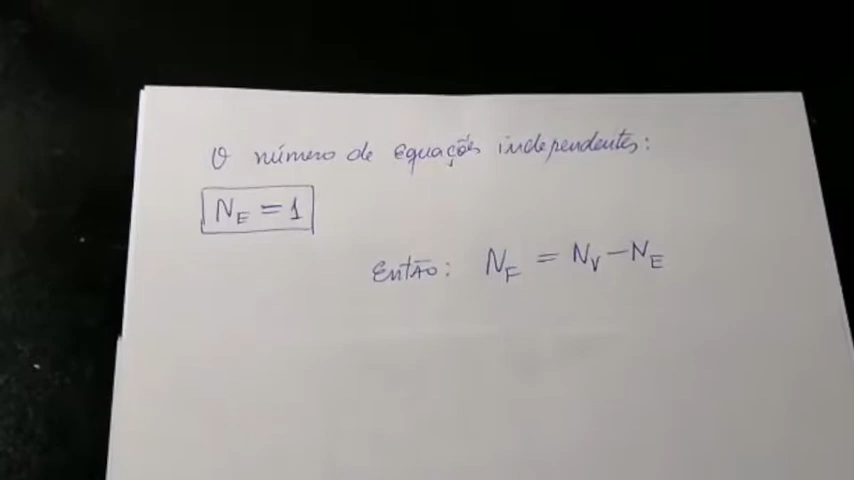 O número de equações independentes:
N_E = 1
Então: N_F = N_V - N_E